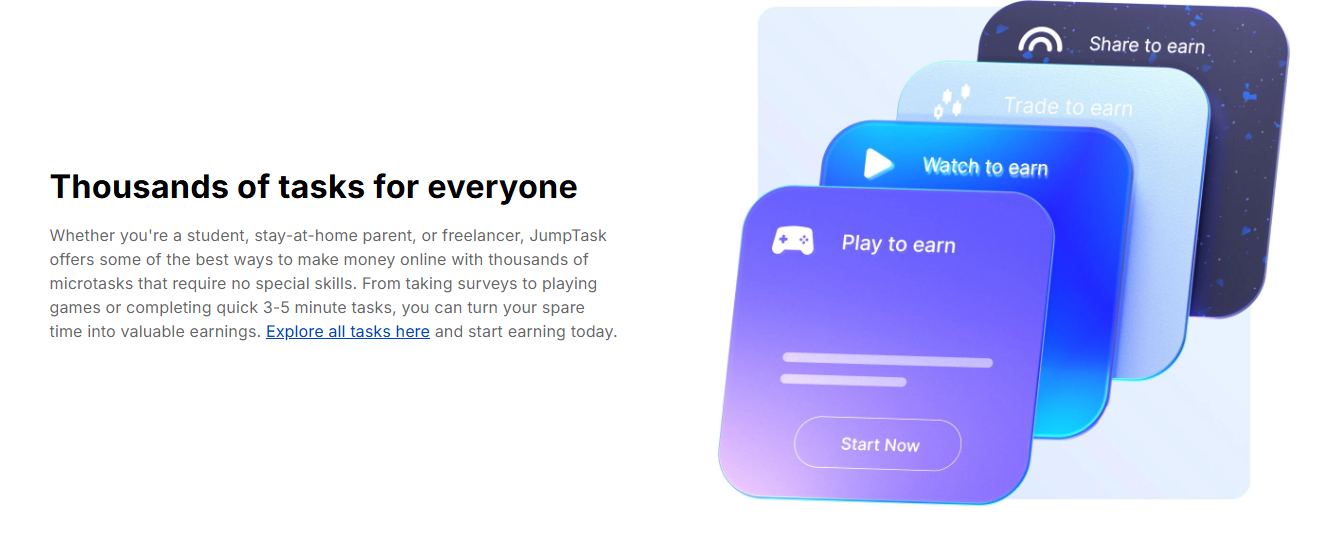 Thousands of tasks for everyone
Whether you're a student, stay-at-home parent, or freelancer, JumpTask
offers some of the best ways to make money online with thousands of
microtasks that require no special skills. From taking surveys to playing
games or completing quick 3-5 minute tasks, you can turn your spare
time into valuable earnings. Explore all tasks here and start earning today.
Share to earn
Trade to earn
Watch to earn
Play to earn
Start Now